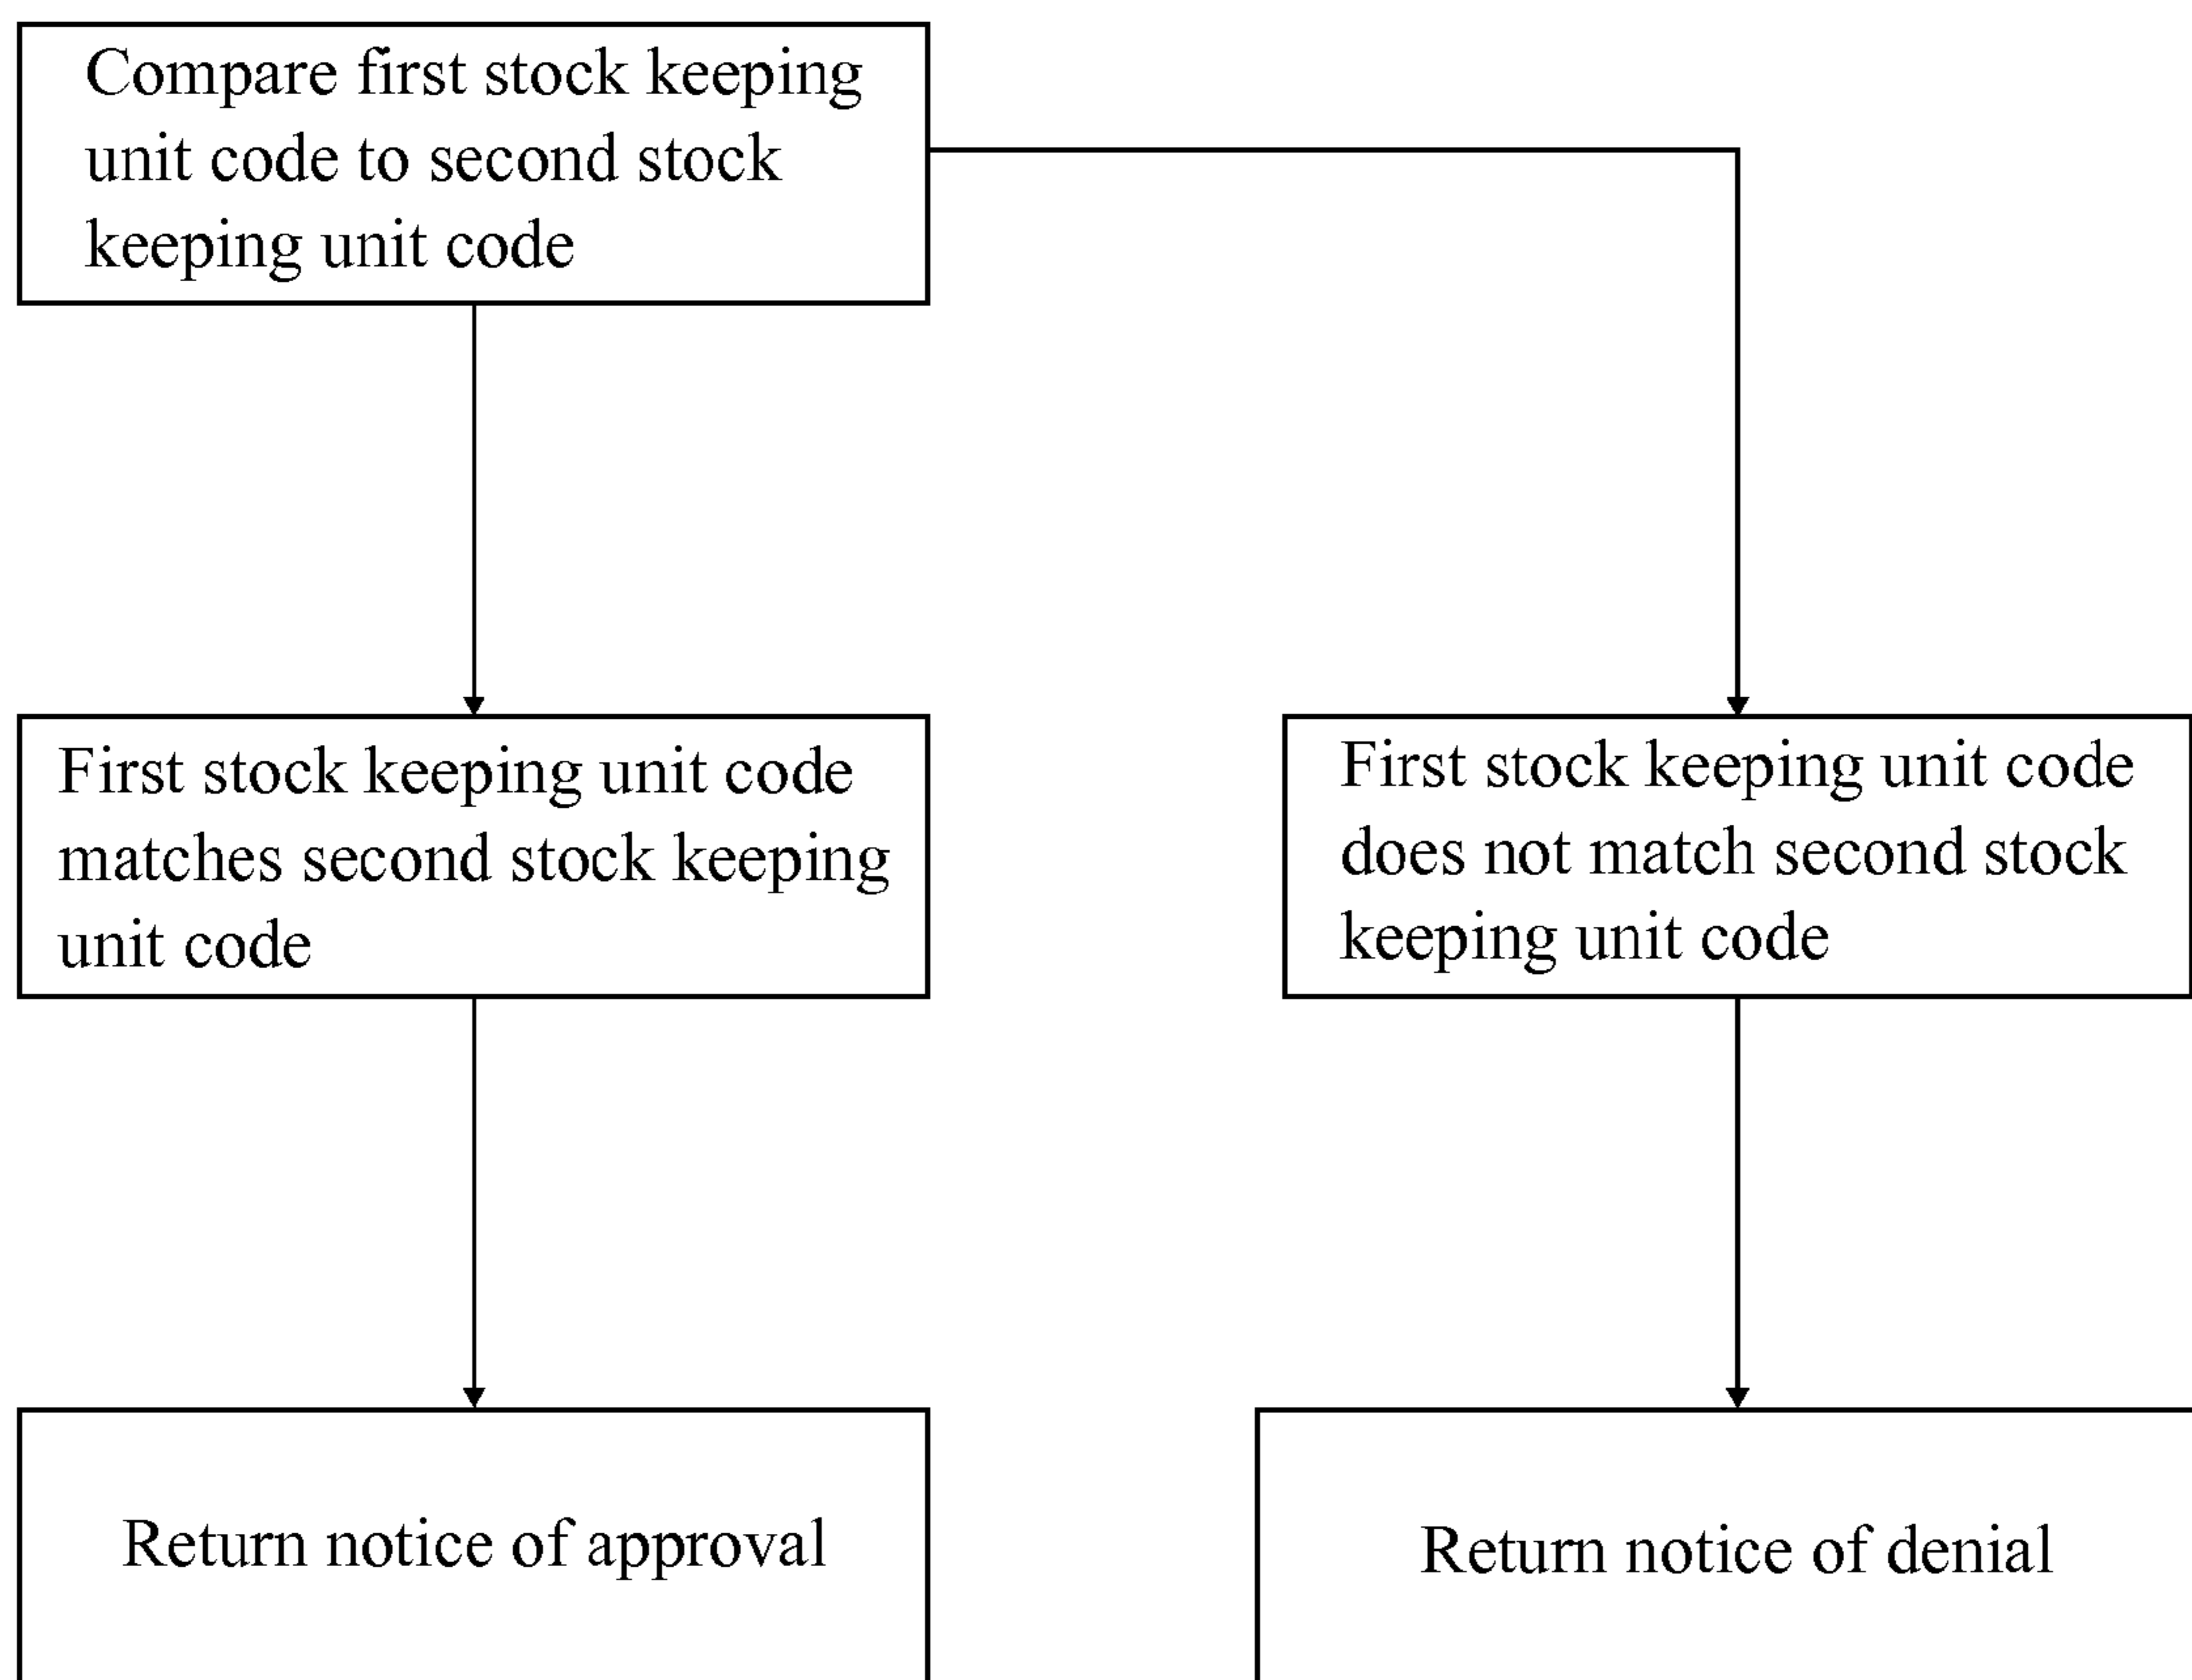 Compare first stock keeping
unit code to second stock
keeping unit code
First stock keeping unit code
matches second stock keeping
unit code
First stock keeping unit code
does not match second stock
keeping unit code
Return notice of approval
Return notice of denial